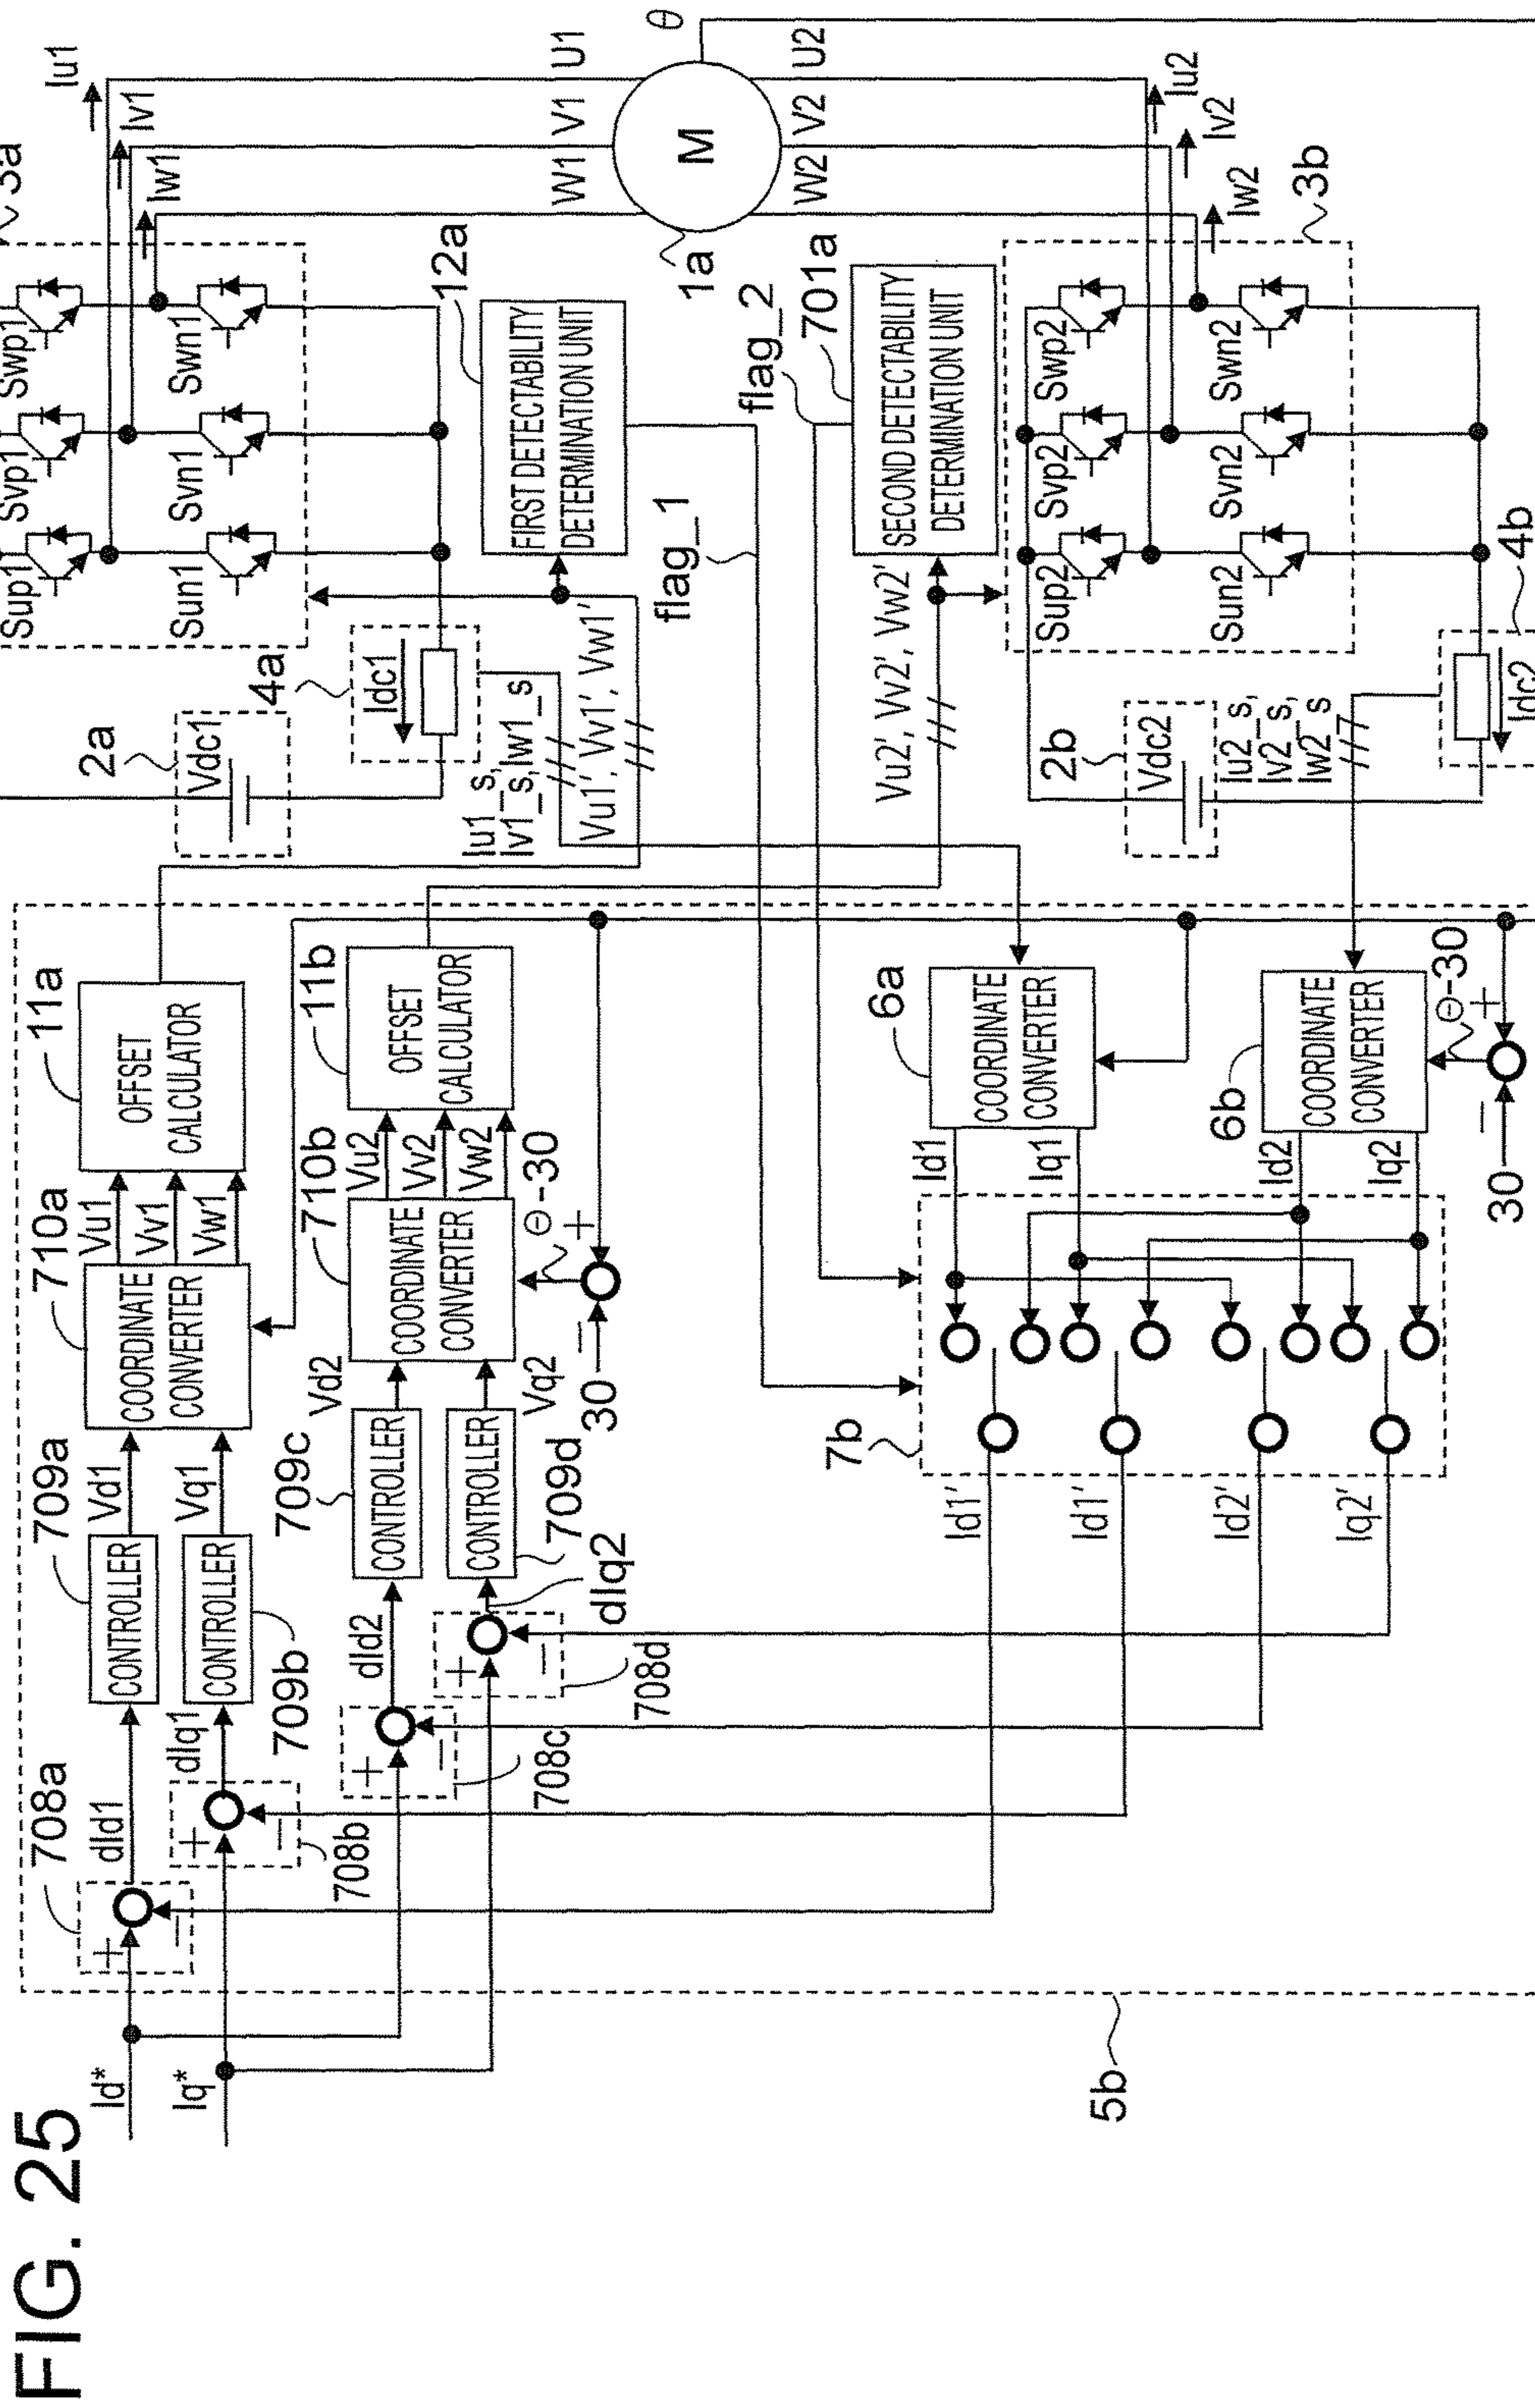 FIG. 25
Id*
Iq*
708a
dId1
709a
CONTROLLER
Vd1
710a
COORDINATE
CONVERTER
Vu1
Vv1
Vw1
11a
OFFSET
CALCULATOR
+
−
708b
dIq1
709b
CONTROLLER
Vq1
+
−
708c
dId2
709c
CONTROLLER
Vd2
+
−
708d
dIq2
709d
CONTROLLER
Vq2
+
−
710b
COORDINATE
CONVERTER
Vu2
Vv2
Vw2
11b
OFFSET
CALCULATOR
30
−
+
Θ-30
2a
Vdc1
4a
Idc1
Iu1_s,
Iv1_s,Iw1_s
Vu1', Vv1', Vw1'
Sup1
Svp1
Swp1
3a
Sun1
Svn1
Swn1
Iu1
Iv1
Iw1
12a
FIRST DETECTABILITY
DETERMINATION UNIT
flag_1
U1
V1
W1
M
1a
θ
U2
V2
W2
flag_2
701a
SECOND DETECTABILITY
DETERMINATION UNIT
Vu2', Vv2', Vw2'
Iu2
Iv2
Iw2
3b
Sup2
Svp2
Swp2
Sun2
Svn2
Swn2
2b
Vdc2
Iu2_s,
Iv2_s,
Iw2_s
4b
Idc2
6a
COORDINATE
CONVERTER
Id1
Iq1
6b
COORDINATE
CONVERTER
Id2
Iq2
Θ-30
+
−
30
7b
Id1'
Id1'
Id2'
Iq2'
5b